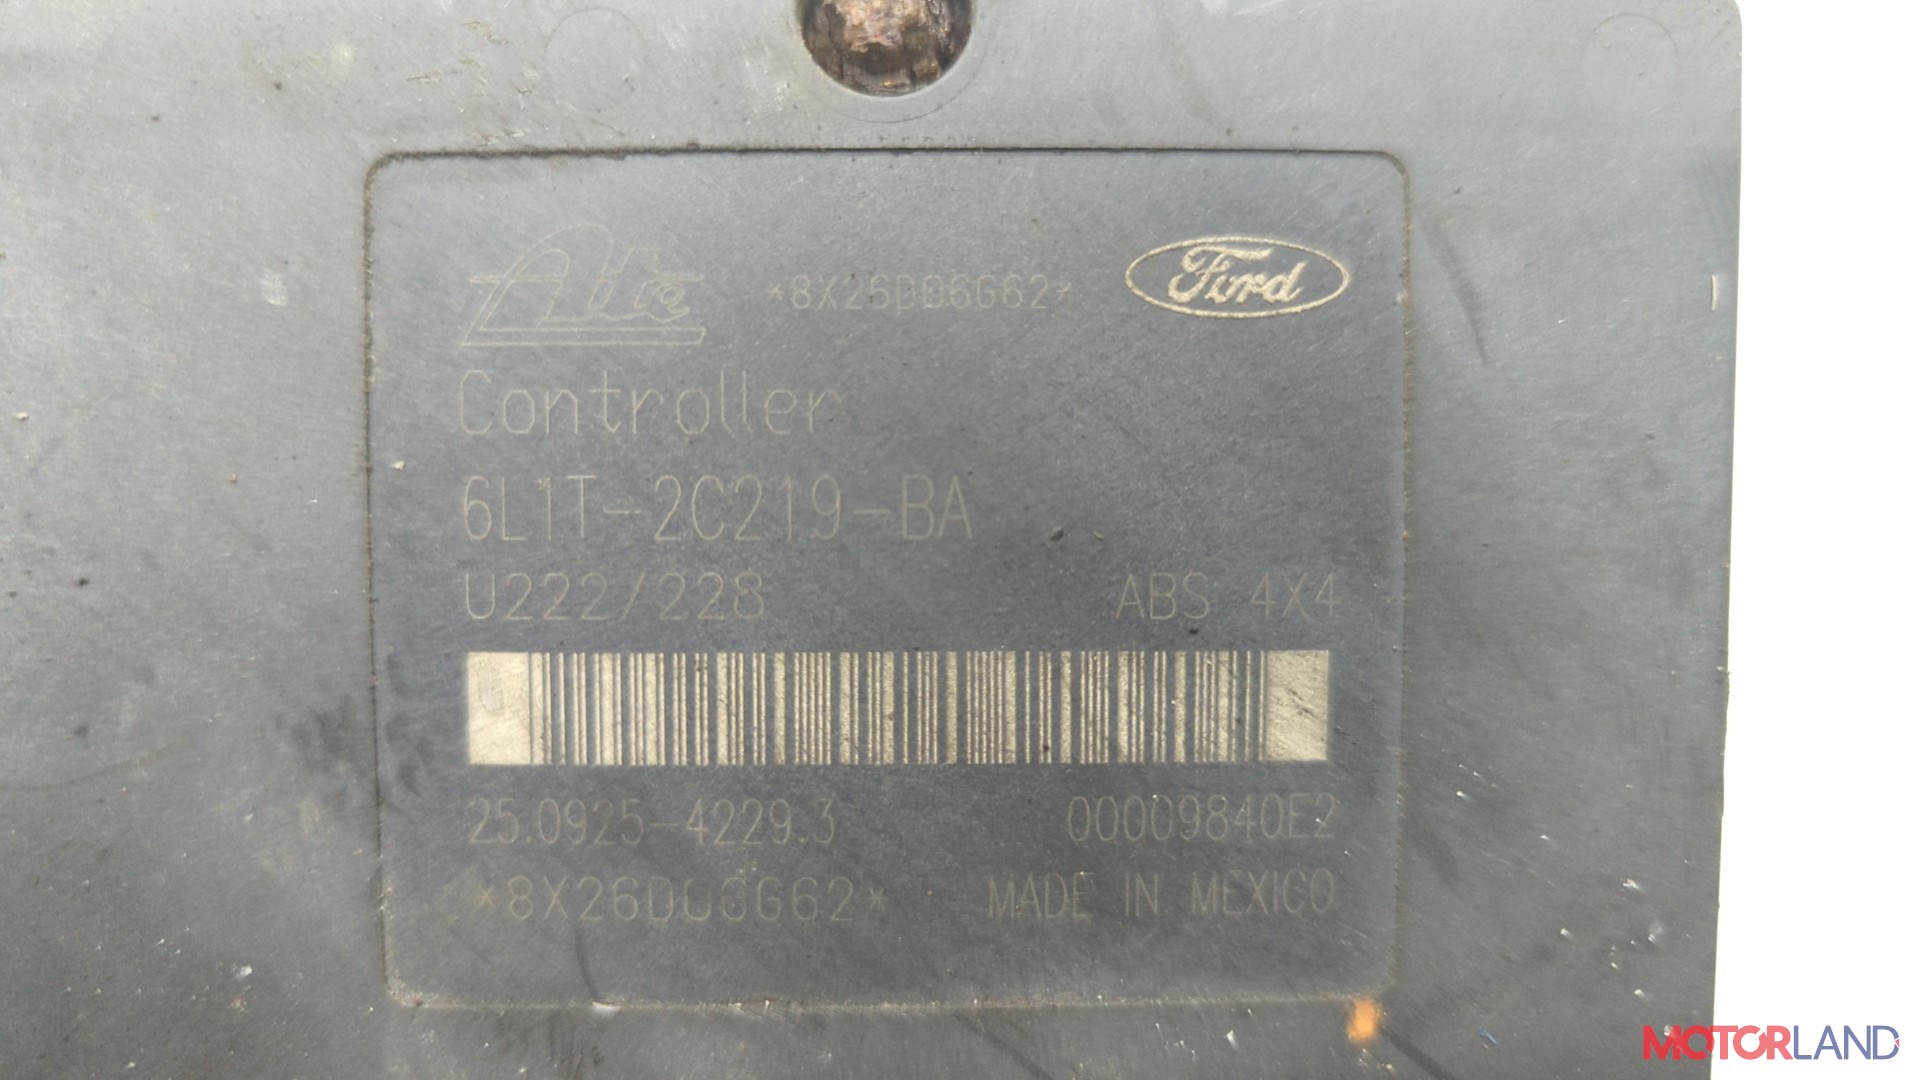 Ate *8X26D06G62* Ford
Controller
6L1T-2C219-BA
U222/228 ABS 4X4
25.0925-4229.3 00009840E2
*8X26D06G62* MADE IN MEXICO
MOTORLAND